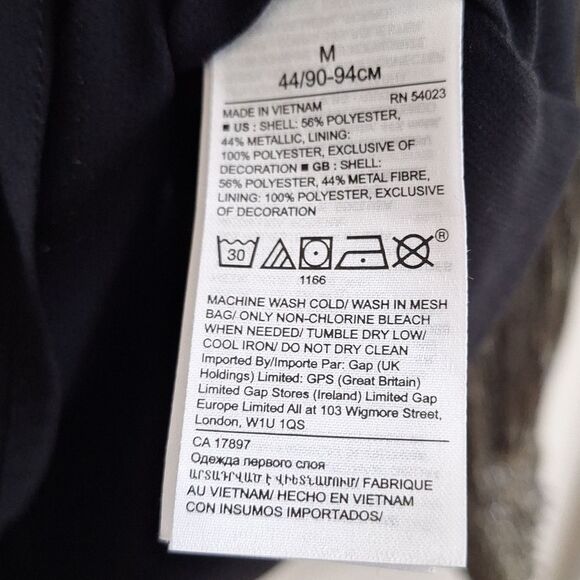 M
44/90-94CM
MADE IN VIETNAM RN 54023
■ US : SHELL: 56% POLYESTER,
44% METALLIC, LINING:
100% POLYESTER, EXCLUSIVE OF
DECORATION ■ GB : SHELL:
56% POLYESTER, 44% METAL FIBRE,
LINING: 100% POLYESTER, EXCLUSIVE
OF DECORATION
30 ®
1166
MACHINE WASH COLD/ WASH IN MESH
BAG/ ONLY NON-CHLORINE BLEACH
WHEN NEEDED/ TUMBLE DRY LOW/
COOL IRON/ DO NOT DRY CLEAN
Imported By/Importe Par: Gap (UK
Holdings) Limited: GPS (Great Britain)
Limited Gap Stores (Ireland) Limited Gap
Europe Limited All at 103 Wigmore Street,
London, W1U 1QS
CA 17897
Одежда первого слоя
ԱՐՏԱԴՐՎԱԾ Է ՎԻԵՏՆԱՄՈՒՄ/ FABRIQUE
AU VIETNAM/ HECHO EN VIETNAM
CON INSUMOS IMPORTADOS/